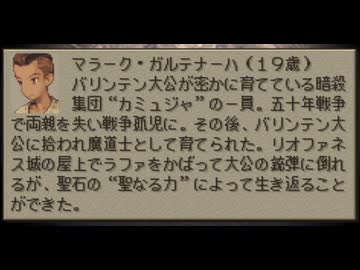 マラーク・ガルテナーハ（１９歳）
バリンテン大公が密かに育てている暗殺
集団“カミュジャ”の一員。五十年戦争
で両親を失い戦争孤児に。その後、バリンテン大
公に拾われ魔道士として育てられた。リオファネ
ス城の屋上でラファをかばって大公の銃弾に倒れ
るが、聖石の“聖なる力”によって生き返ること
ができた。